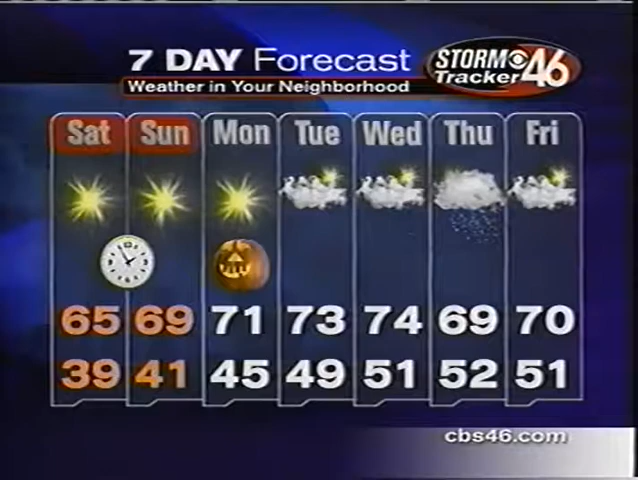 7 DAY Forecast
STORM
Tracker 46
Weather in Your Neighborhood
Sat Sun Mon Tue Wed Thu Fri
65 69 71 73 74 69 70
39 41 45 49 51 52 51
cbs46.com